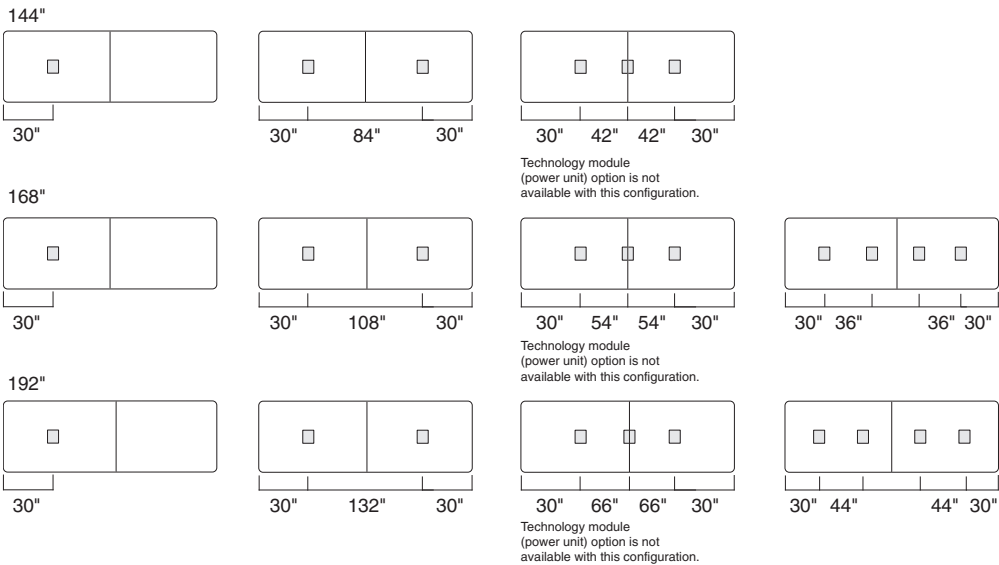 144"
30"
30" 84" 30"
30" 42" 42" 30"
Technology module
(power unit) option is not
available with this configuration.
168"
30"
30" 108" 30"
30" 54" 54" 30"
30" 36" 36" 30"
Technology module
(power unit) option is not
available with this configuration.
192"
30"
30" 132" 30"
30" 66" 66" 30"
30" 44" 44" 30"
Technology module
(power unit) option is not
available with this configuration.